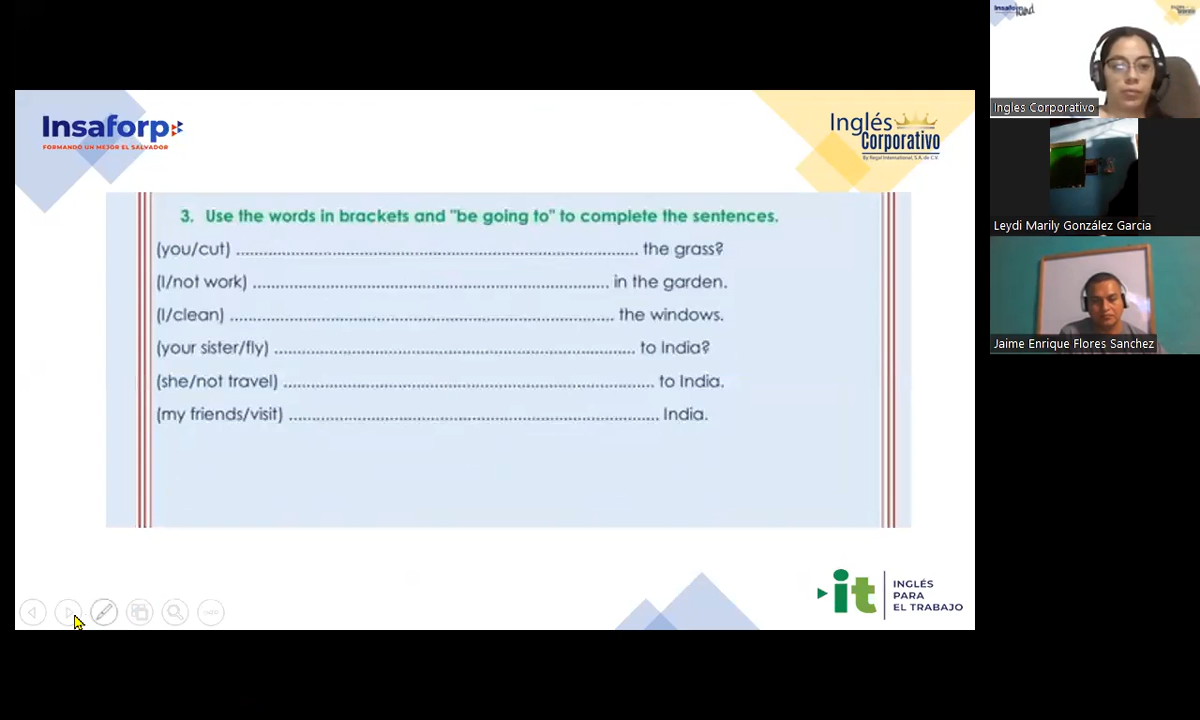 Insaforp
FORMANDO UN MEJOR EL SALVADOR
Inglés
Corporativo
By Regal International, S.A. de C.V.
3. Use the words in brackets and "be going to" to complete the sentences.
(you/cut) ................................................................................ the grass?
(I/not work) ....................................................................... in the garden.
(I/clean) ............................................................................. the windows.
(your sister/fly) ........................................................................ to India?
(she/not travel) .......................................................................... to India.
(my friends/visit) .......................................................................... India.
it
INGLÉS
PARA
EL TRABAJO
Ingles Corporativo
Leydi Marily González Garcia
Jaime Enrique Flores Sanchez